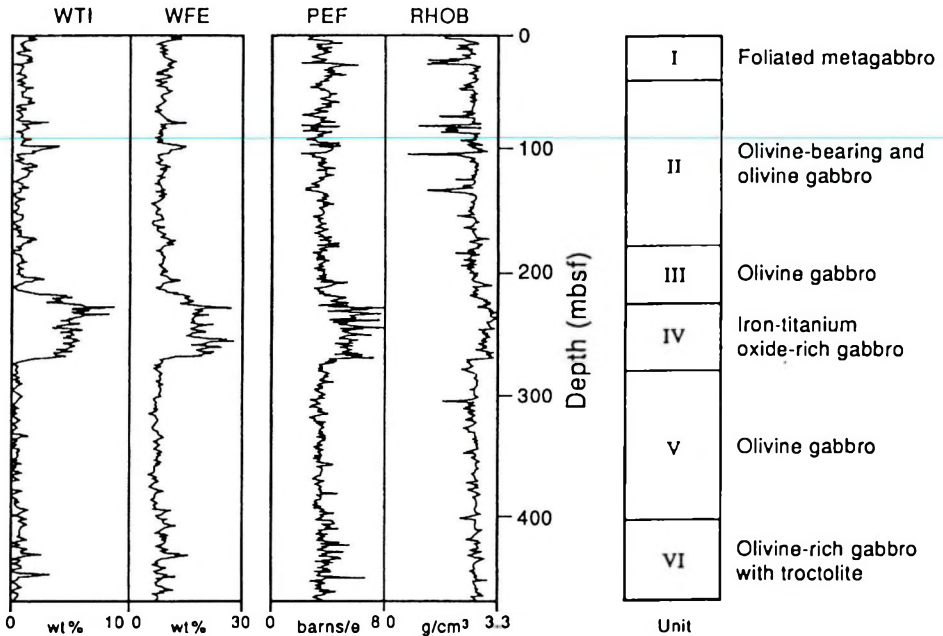 WTI WFE PEF RHOB
0
100
200
300
400
Depth (mbsf)
I Foliated metagabbro
II Olivine-bearing and
olivine gabbro
III Olivine gabbro
IV Iron-titanium
oxide-rich gabbro
V Olivine gabbro
VI Olivine-rich gabbro
with troctolite
0 10 0 30 0 8 0 3.3
wt% wt% barns/e g/cm³ Unit